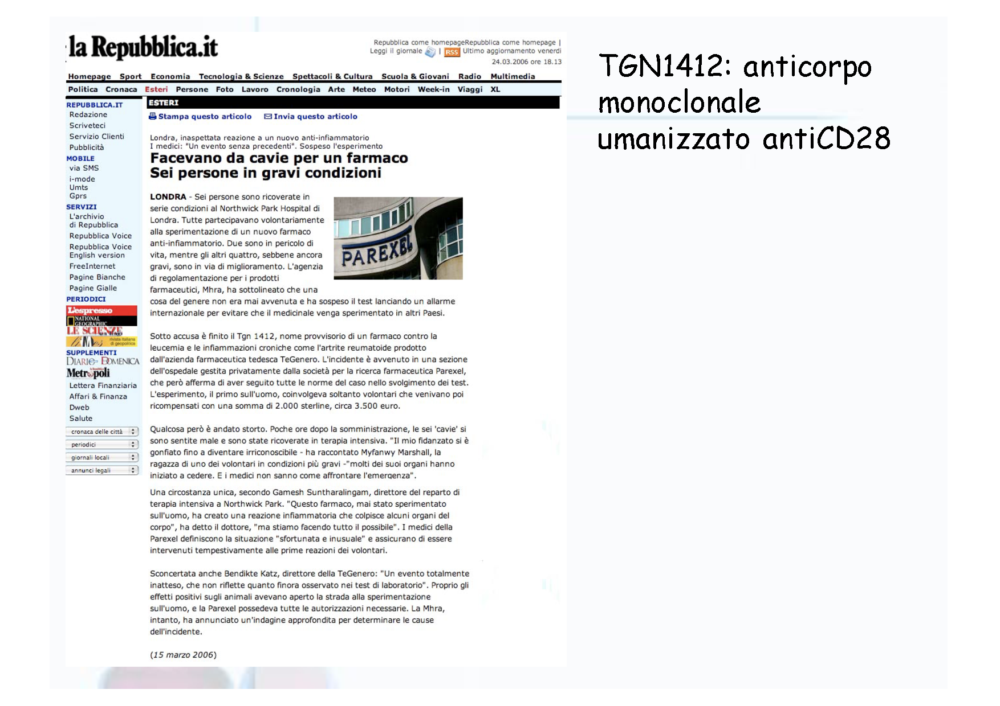 la Repubblica.it
Repubblica come homepageRepubblica come homepage |
Leggi il giornale | RSS Ultimo aggiornamento venerdì
24.03.2006 ore 18.13
Homepage Sport Economia Tecnologia & Scienze Spettacoli & Cultura Scuola & Giovani Radio Multimedia
Politica Cronaca Esteri Persone Foto Lavoro Cronologia Arte Meteo Motori Week-in Viaggi XL
REPUBBLICA.IT
Redazione
Scriveteci
Servizio Clienti
Pubblicità
MOBILE
via SMS
i-mode
Umts
Gprs
SERVIZI
L'archivio
di Repubblica
Repubblica Voice
Repubblica Voice
English version
FreeInternet
Pagine Bianche
Pagine Gialle
PERIODICI
L'espresso
NATIONAL
GEOGRAPHIC
LE SCIENZE
liMes rivista italiana
di geopolitica
SUPPLEMENTI
DIARIO DOMENICA
Metropoli
Lettera Finanziaria
Affari & Finanza
Dweb
Salute
cronaca delle città
periodici
giornali locali
annunci legali
ESTERI
Stampa questo articolo Invia questo articolo
Londra, inaspettata reazione a un nuovo anti-infiammatorio
I medici: "Un evento senza precedenti". Sospeso l'esperimento
Facevano da cavie per un farmaco
Sei persone in gravi condizioni
LONDRA - Sei persone sono ricoverate in
serie condizioni al Northwick Park Hospital di
Londra. Tutte partecipavano volontariamente
alla sperimentazione di un nuovo farmaco
anti-infiammatorio. Due sono in pericolo di
vita, mentre gli altri quattro, sebbene ancora
gravi, sono in via di miglioramento. L'agenzia
di regolamentazione per i prodotti
farmaceutici, Mhra, ha sottolineato che una
cosa del genere non era mai avvenuta e ha sospeso il test lanciando un allarme
internazionale per evitare che il medicinale venga sperimentato in altri Paesi.
PAREXEL
Sotto accusa è finito il Tgn 1412, nome provvisorio di un farmaco contro la
leucemia e le infiammazioni croniche come l'artrite reumatoide prodotto
dall'azienda farmaceutica tedesca TeGenero. L'incidente è avvenuto in una sezione
dell'ospedale gestita privatamente dalla società per la ricerca farmaceutica Parexel,
che però afferma di aver seguito tutte le norme del caso nello svolgimento dei test.
L'esperimento, il primo sull'uomo, coinvolgeva soltanto volontari che venivano poi
ricompensati con una somma di 2.000 sterline, circa 3.500 euro.
Qualcosa però è andato storto. Poche ore dopo la somministrazione, le sei 'cavie' si
sono sentite male e sono state ricoverate in terapia intensiva. "Il mio fidanzato si è
gonfiato fino a diventare irriconoscibile - ha raccontato Myfanwy Marshall, la
ragazza di uno dei volontari in condizioni più gravi -"molti dei suoi organi hanno
iniziato a cedere. E i medici non sanno come affrontare l'emergenza".
Una circostanza unica, secondo Gamesh Suntharalingam, direttore del reparto di
terapia intensiva a Northwick Park. "Questo farmaco, mai stato sperimentato
sull'uomo, ha creato una reazione infiammatoria che colpisce alcuni organi del
corpo", ha detto il dottore, "ma stiamo facendo tutto il possibile". I medici della
Parexel definiscono la situazione "sfortunata e inusuale" e assicurano di essere
intervenuti tempestivamente alle prime reazioni dei volontari.
Sconcertata anche Bendikte Katz, direttore della TeGenero: "Un evento totalmente
inatteso, che non riflette quanto finora osservato nei test di laboratorio". Proprio gli
effetti positivi sugli animali avevano aperto la strada alla sperimentazione
sull'uomo, e la Parexel possedeva tutte le autorizzazioni necessarie. La Mhra,
intanto, ha annunciato un'indagine approfondita per determinare le cause
dell'incidente.
(15 marzo 2006)
TGN1412: anticorpo
monoclonale
umanizzato antiCD28